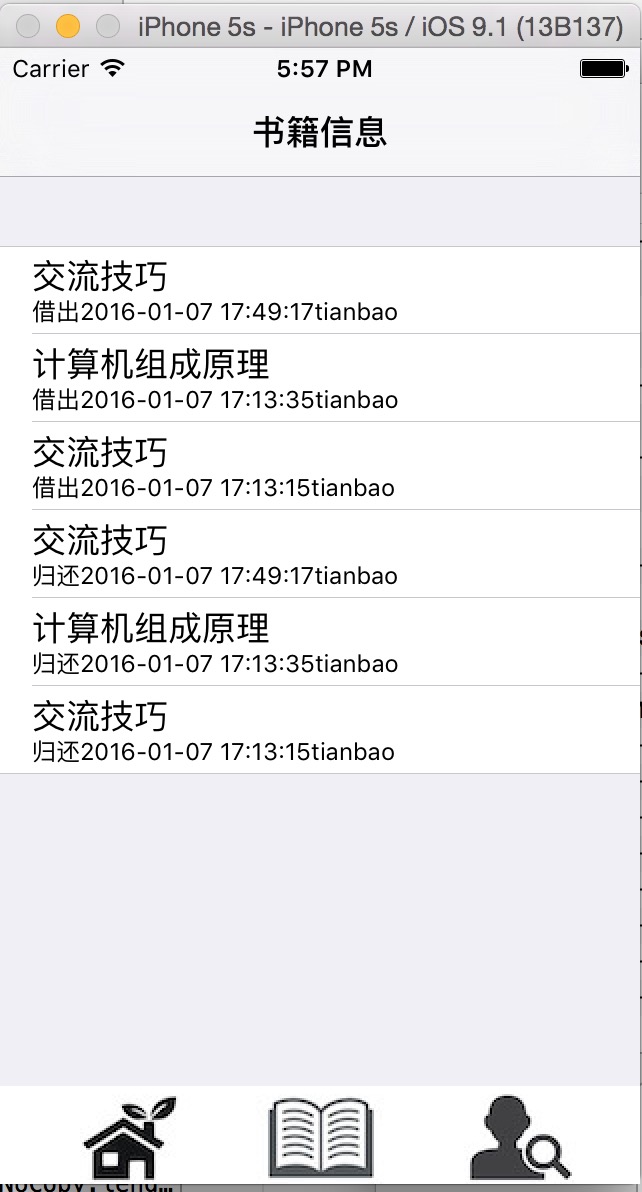 iPhone 5s - iPhone 5s / iOS 9.1 (13B137)
Carrier 5:57 PM
书籍信息
交流技巧
借出2016-01-07 17:49:17tianbao
计算机组成原理
借出2016-01-07 17:13:35tianbao
交流技巧
借出2016-01-07 17:13:15tianbao
交流技巧
归还2016-01-07 17:49:17tianbao
计算机组成原理
归还2016-01-07 17:13:35tianbao
交流技巧
归还2016-01-07 17:13:15tianbao